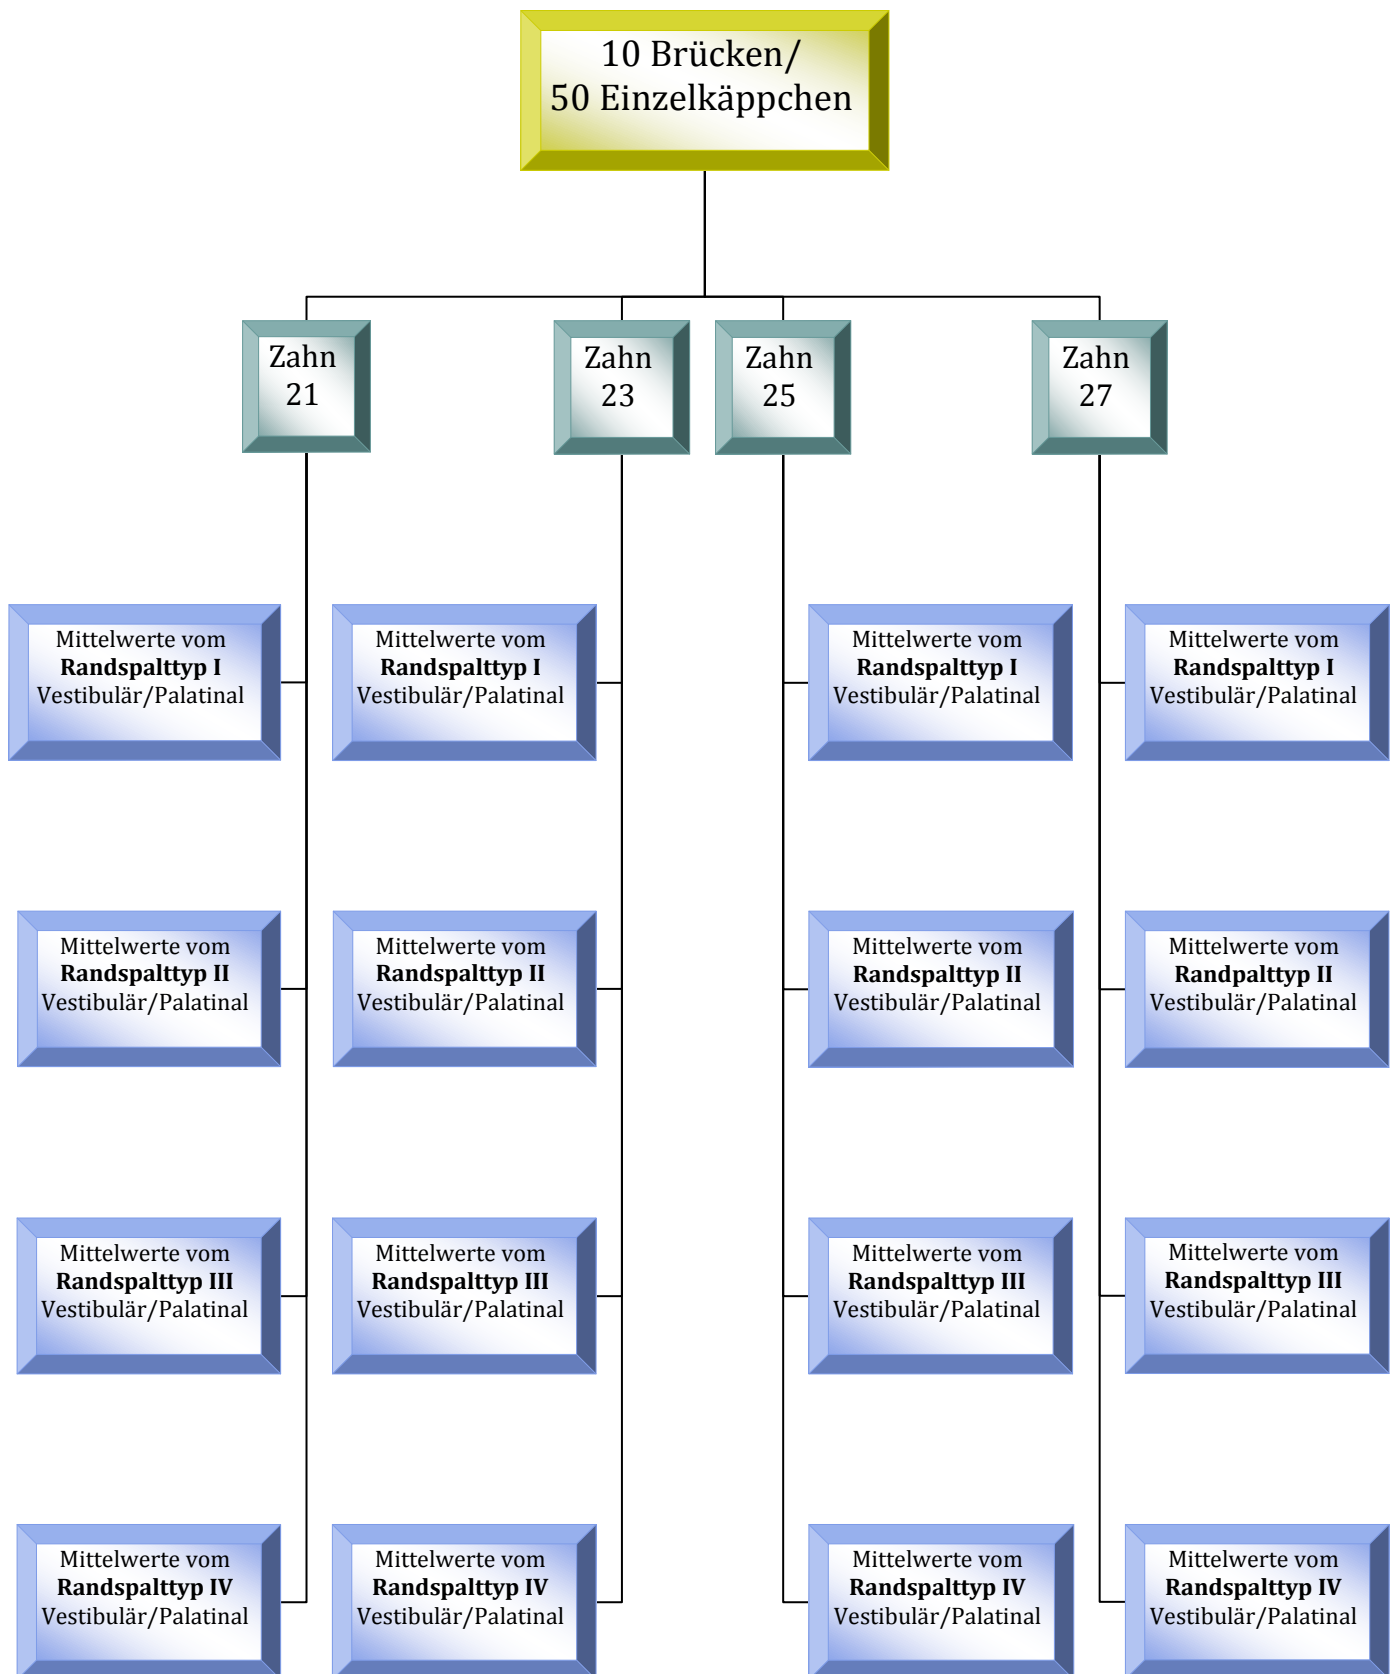 10 Brücken/
50 Einzelkäppchen
Zahn
21
Zahn
23
Zahn
25
Zahn
27
Mittelwerte vom
Randspalttyp I
Vestibulär/Palatinal
Mittelwerte vom
Randspalttyp I
Vestibulär/Palatinal
Mittelwerte vom
Randspalttyp I
Vestibulär/Palatinal
Mittelwerte vom
Randspalttyp I
Vestibulär/Palatinal
Mittelwerte vom
Randspalttyp II
Vestibulär/Palatinal
Mittelwerte vom
Randspalttyp II
Vestibulär/Palatinal
Mittelwerte vom
Randspalttyp II
Vestibulär/Palatinal
Mittelwerte vom
Randpalttyp II
Vestibulär/Palatinal
Mittelwerte vom
Randspalttyp III
Vestibulär/Palatinal
Mittelwerte vom
Randspalttyp III
Vestibulär/Palatinal
Mittelwerte vom
Randspalttyp III
Vestibulär/Palatinal
Mittelwerte vom
Randspalttyp III
Vestibulär/Palatinal
Mittelwerte vom
Randspalttyp IV
Vestibulär/Palatinal
Mittelwerte vom
Randspalttyp IV
Vestibulär/Palatinal
Mittelwerte vom
Randspalttyp IV
Vestibulär/Palatinal
Mittelwerte vom
Randspalttyp IV
Vestibulär/Palatinal